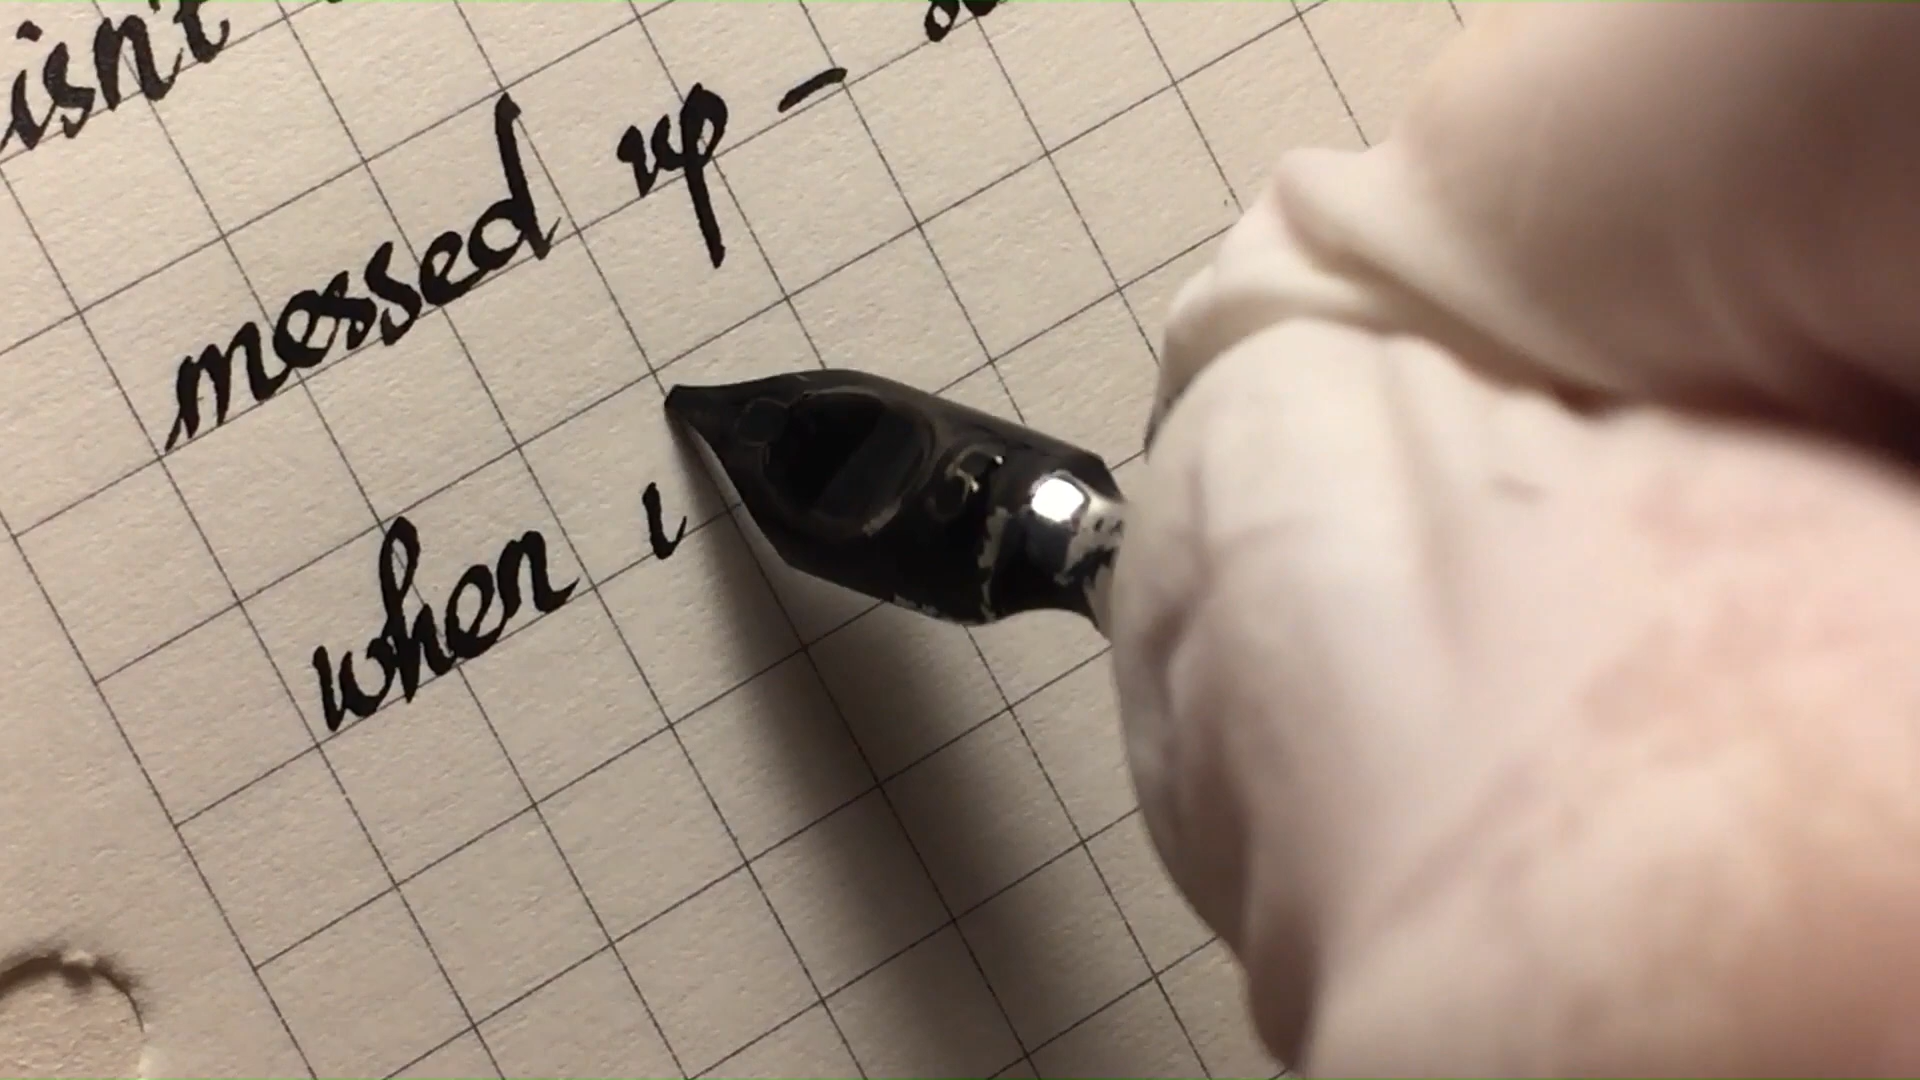 isn't
messed up -
when i